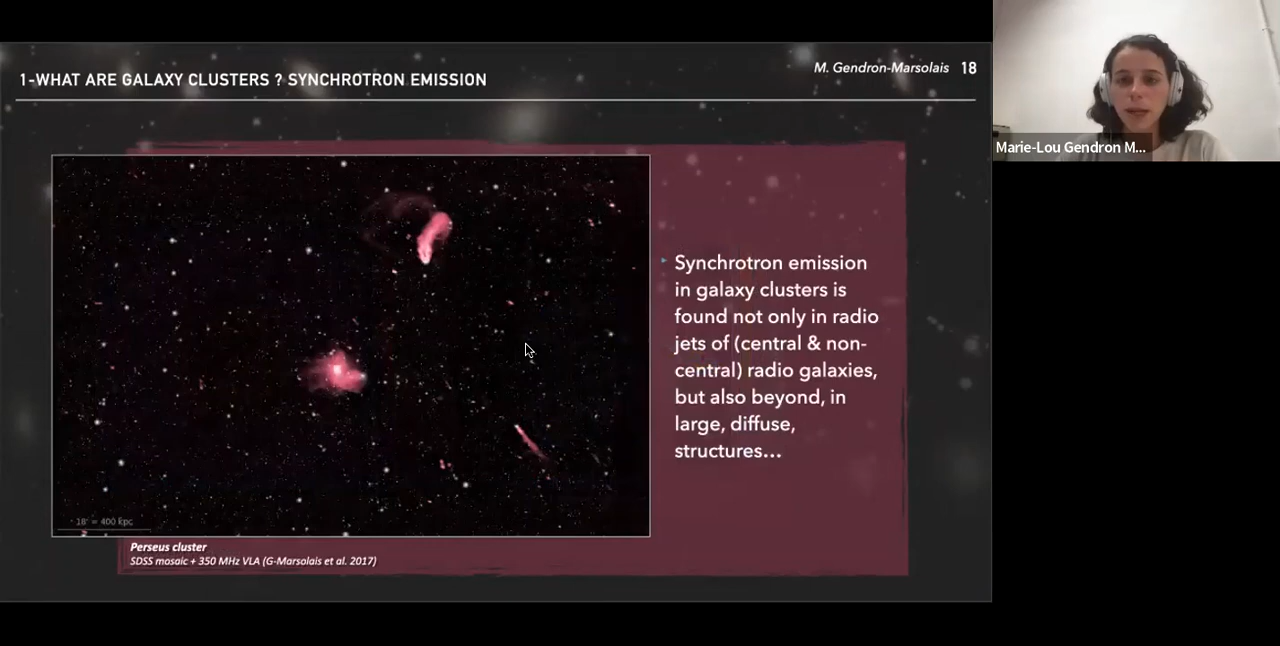 1-WHAT ARE GALAXY CLUSTERS ? SYNCHROTRON EMISSION
M. Gendron-Marsolais 18
Marie-Lou Gendron M...
Synchrotron emission
in galaxy clusters is
found not only in radio
jets of (central & non-
central) radio galaxies,
but also beyond, in
large, diffuse,
structures...
18' = 400 kpc
Perseus cluster
SDSS mosaic + 350 MHz VLA (G-Marsolais et al. 2017)